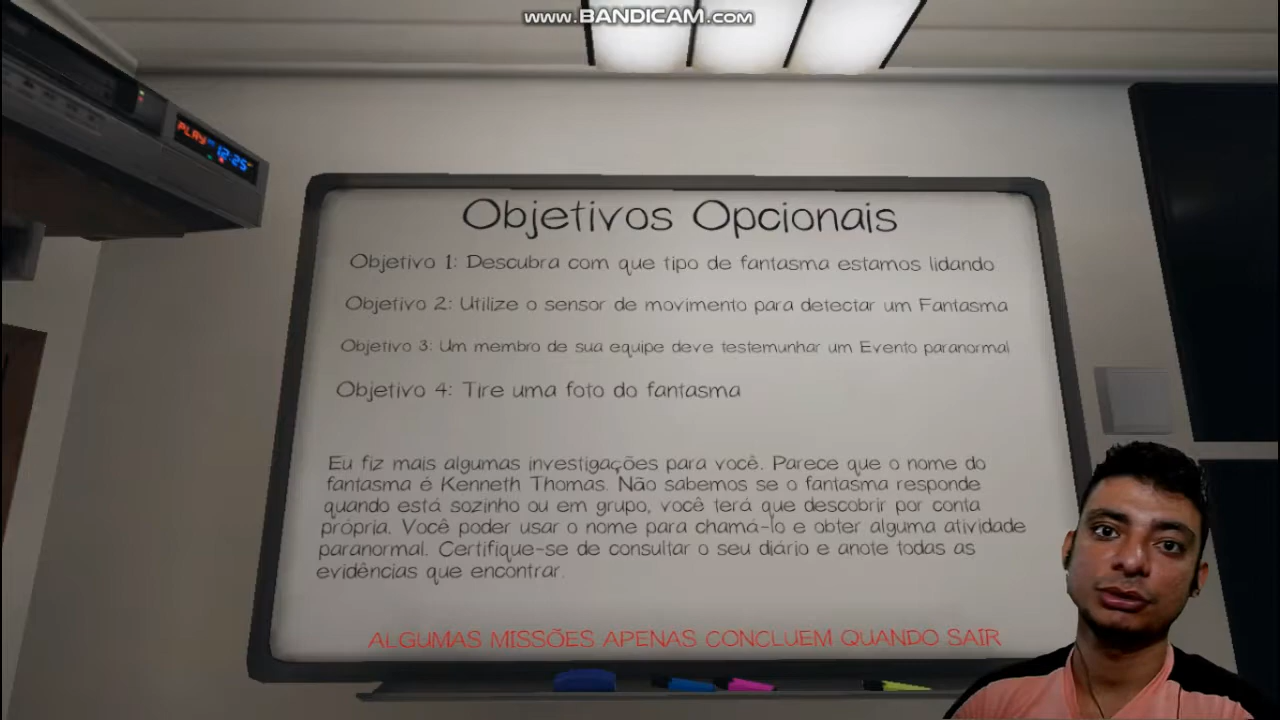 WWW.BANDICAM.COM
PLAY 12:25
Objetivos Opcionais
Objetivo 1: Descubra com que tipo de fantasma estamos lidando
Objetivo 2: Utilize o sensor de movimento para detectar um Fantasma
Objetivo 3: Um membro de sua equipe deve testemunhar um Evento paranormal
Objetivo 4: Tire uma foto do fantasma
Eu fiz mais algumas investigações para você. Parece que o nome do
fantasma é Kenneth Thomas. Não sabemos se o fantasma responde
quando está sozinho ou em grupo, você terá que descobrir por conta
própria. Você poder usar o nome para chamá-lo e obter alguma atividade
paranormal. Certifique-se de consultar o seu diário e anote todas as
evidências que encontrar.
ALGUMAS MISSÕES APENAS CONCLUEM QUANDO SAIR